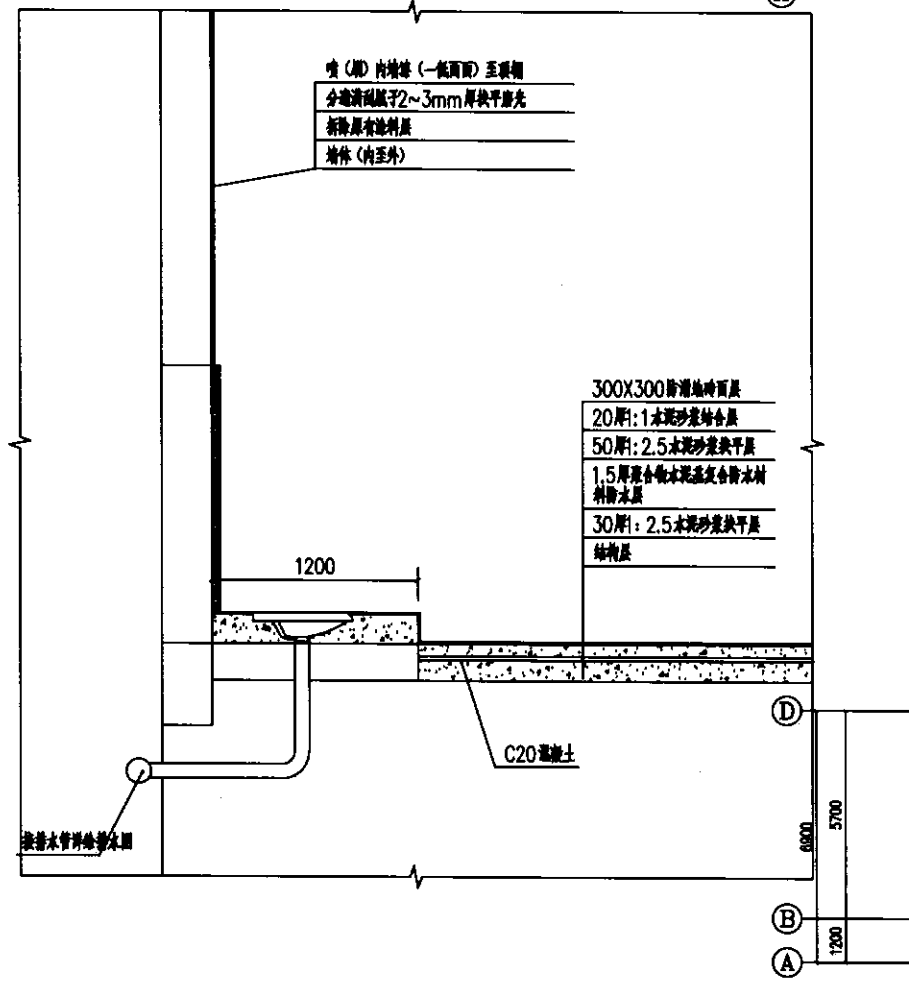 喷（刷）内墙漆（一低两面）至顶棚
分遍满刮腻子2~3mm厚找平磨光
拆除原有涂料层
墙体（内至外）
300X300防滑地砖面层
20厚1:1水泥砂浆结合层
50厚1:2.5水泥砂浆找平层
1.5厚聚合物水泥基复合防水材
料防水层
30厚1：2.5水泥砂浆找平层
结构层
1200
D
C20混凝土
6900
5700
接排水管详给排水图
B
1200
A